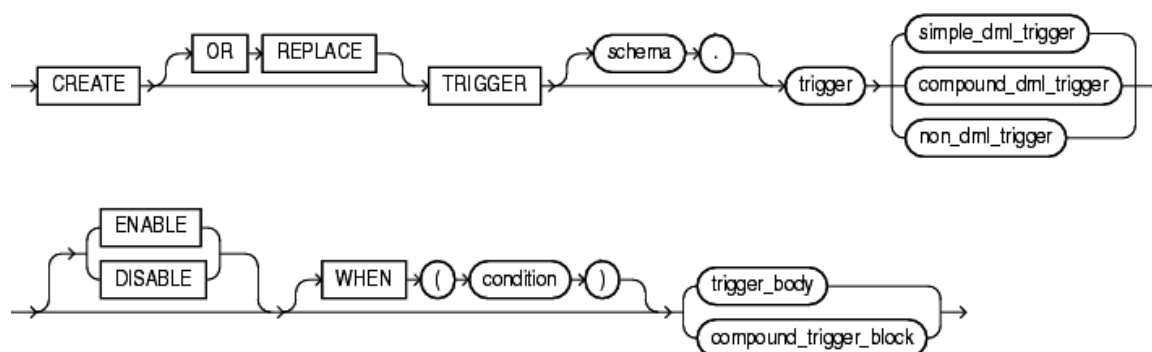 OR REPLACE schema . simple_dml_trigger
CREATE TRIGGER trigger compound_dml_trigger
non_dml_trigger
ENABLE
WHEN ( condition ) trigger_body
DISABLE
compound_trigger_block